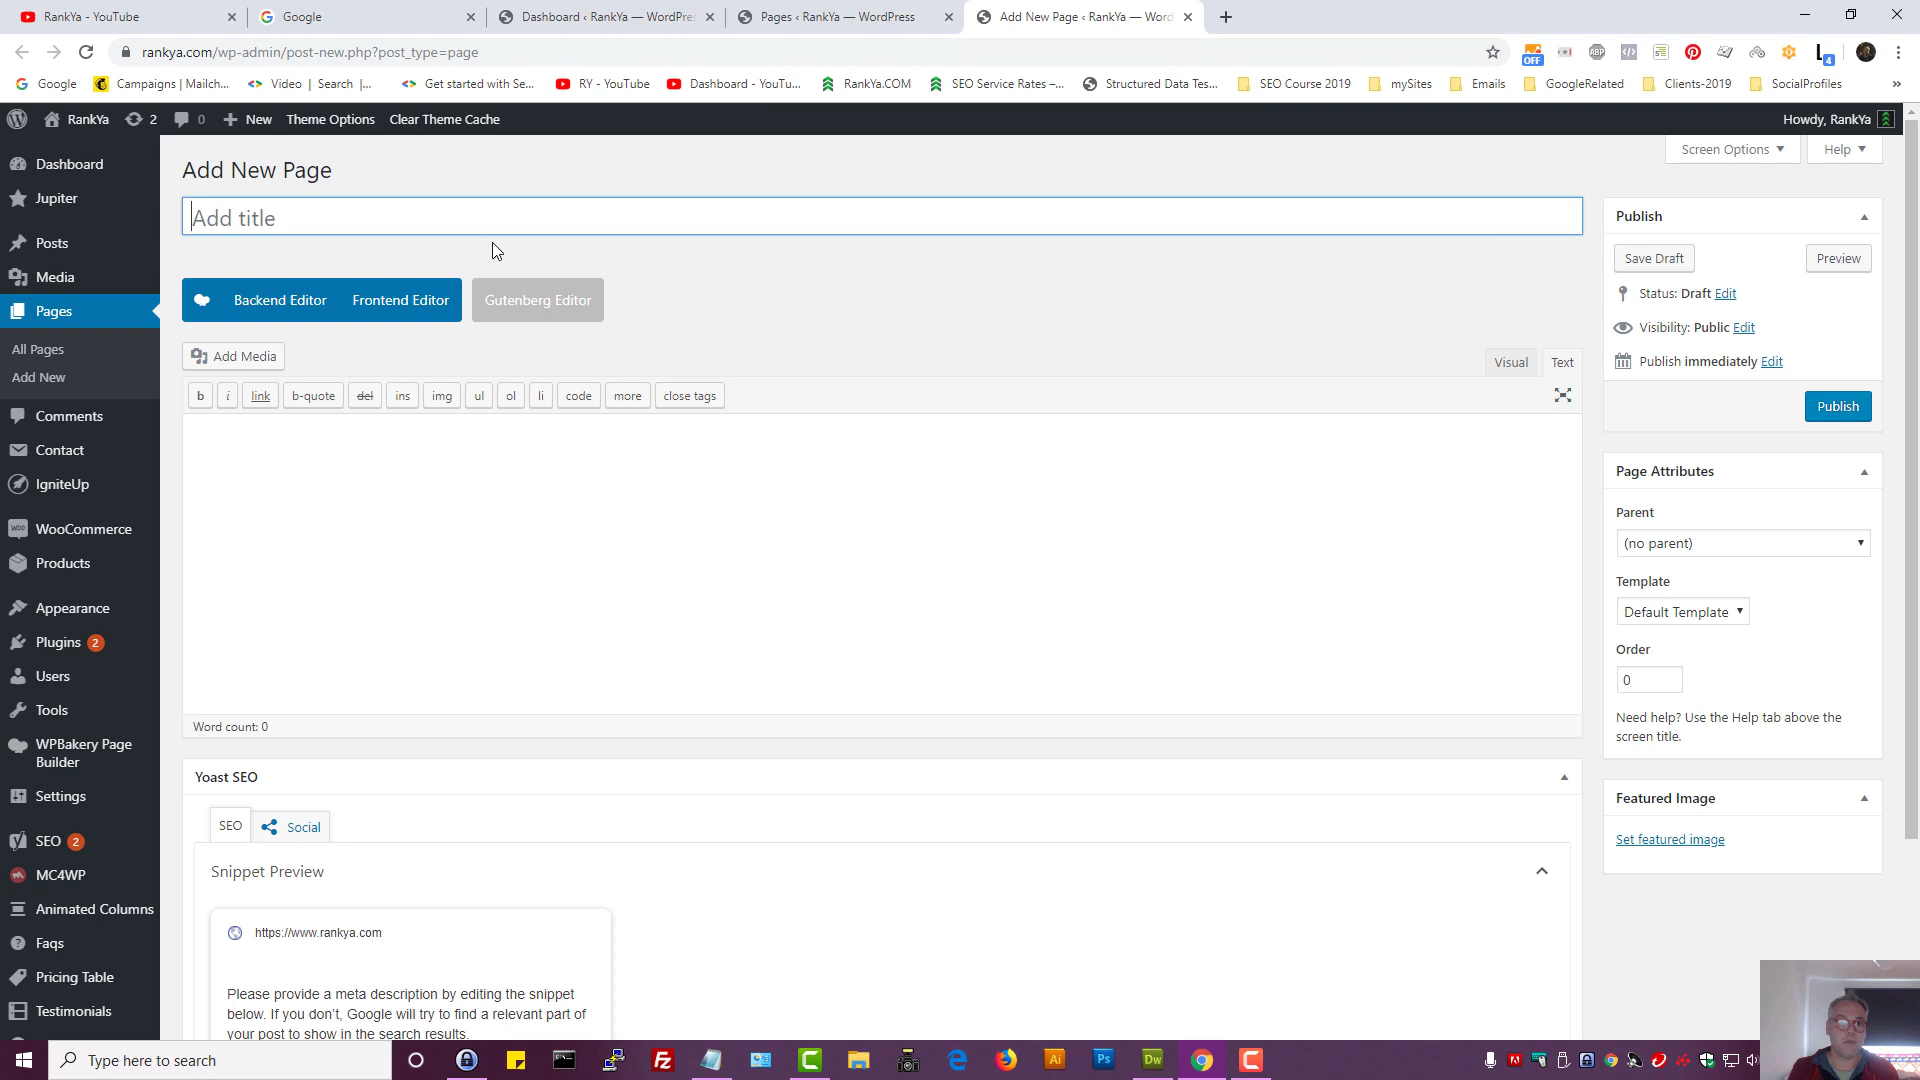 RankYa - YouTube
Google
Dashboard ‹ RankYa — WordPres
Pages ‹ RankYa — WordPress
Add New Page ‹ RankYa — Word
rankya.com/wp-admin/post-new.php?post_type=page
OFF
ABP
4
Google
Campaigns | Mailch...
Video | Search |...
Get started with Se...
RY - YouTube
Dashboard - YouTu...
RankYa.COM
SEO Service Rates –...
Structured Data Tes...
SEO Course 2019
mySites
Emails
GoogleRelated
Clients-2019
SocialProfiles
»
RankYa
2
0
New
Theme Options
Clear Theme Cache
Howdy, RankYa
Dashboard
Jupiter
Posts
Media
Pages
All Pages
Add New
Comments
Contact
IgniteUp
WooCommerce
Products
Appearance
Plugins 2
Users
Tools
WPBakery Page
Builder
Settings
SEO 2
MC4WP
Animated Columns
Faqs
Pricing Table
Testimonials
Screen Options
Help
Add New Page
Add title
Backend Editor
Frontend Editor
Gutenberg Editor
Add Media
Visual
Text
b
i
link
b-quote
del
ins
img
ul
ol
li
code
more
close tags
Word count: 0
Yoast SEO
SEO
Social
Snippet Preview
https://www.rankya.com
Please provide a meta description by editing the snippet
below. If you don't, Google will try to find a relevant part of
your post to show in the search results.
Publish
Save Draft
Preview
Status: Draft Edit
Visibility: Public Edit
Publish immediately Edit
Publish
Page Attributes
Parent
(no parent)
Template
Default Template
Order
0
Need help? Use the Help tab above the
screen title.
Featured Image
Set featured image
Type here to search
Fz
Ai
Ps
Dw